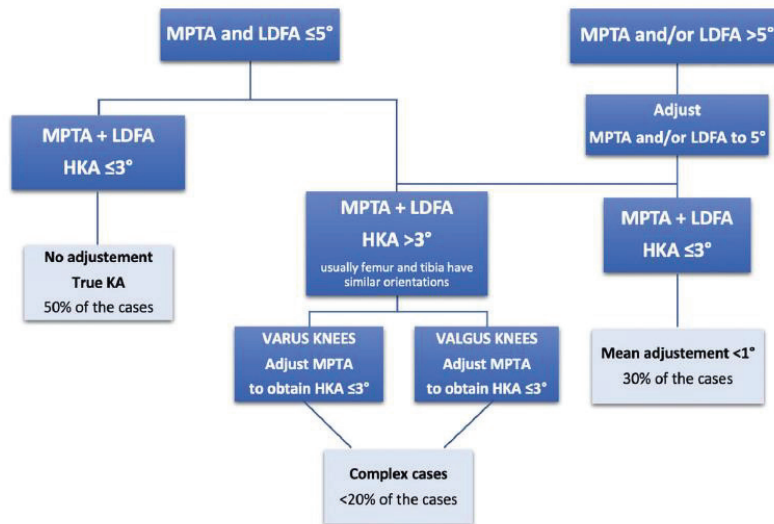 MPTA and LDFA ≤5°
MPTA and/or LDFA >5°
Adjust
MPTA and/or LDFA to 5°
MPTA + LDFA
HKA ≤3°
MPTA + LDFA
HKA >3°
usually femur and tibia have
similar orientations
MPTA + LDFA
HKA ≤3°
No adjustement
True KA
50% of the cases
VARUS KNEES
Adjust MPTA
to obtain HKA ≤3°
VALGUS KNEES
Adjust MPTA
to obtain HKA ≤3°
Mean adjustement <1°
30% of the cases
Complex cases
<20% of the cases